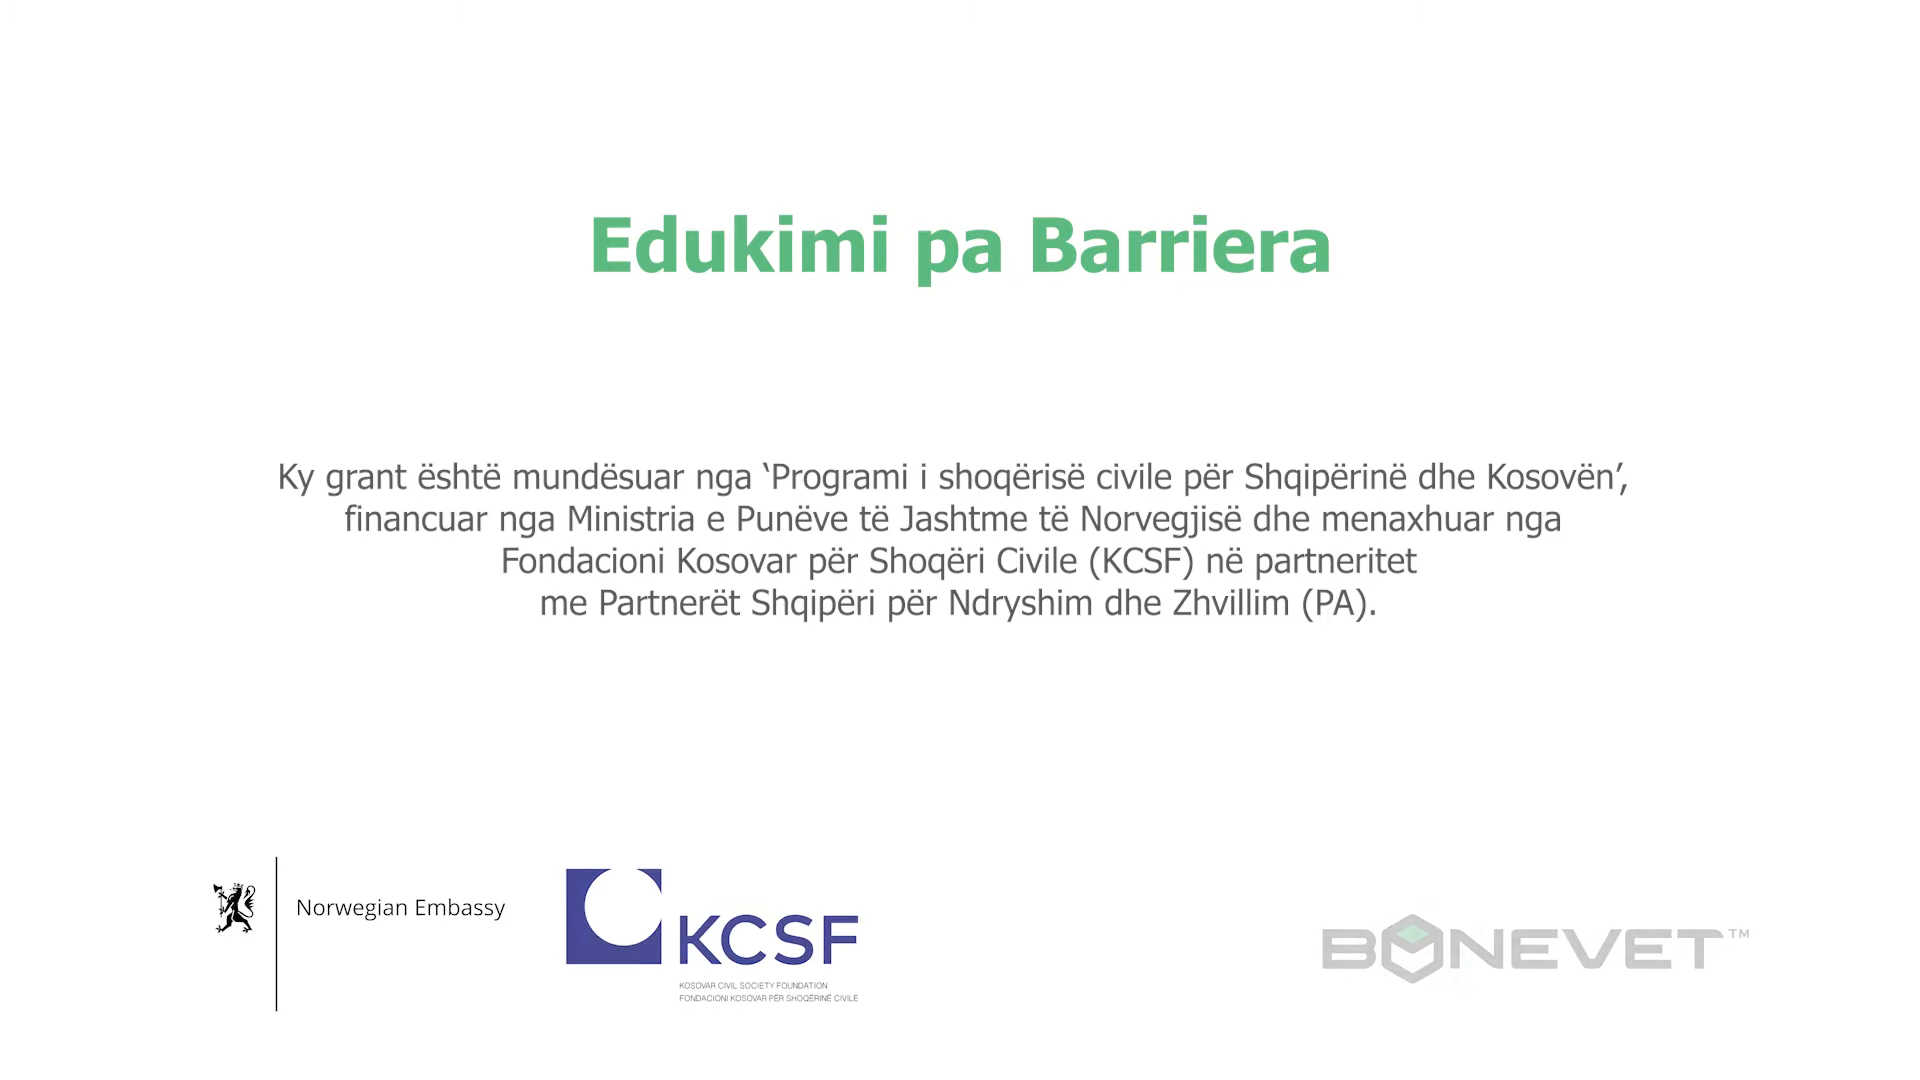 Edukimi pa Barriera
Ky grant është mundësuar nga ‘Programi i shoqërisë civile për Shqipërinë dhe Kosovën’,
financuar nga Ministria e Punëve të Jashtme të Norvegjisë dhe menaxhuar nga
Fondacioni Kosovar për Shoqëri Civile (KCSF) në partneritet
me Partnerët Shqipëri për Ndryshim dhe Zhvillim (PA).
Norwegian Embassy
KCSF
KOSOVAR CIVIL SOCIETY FOUNDATION
FONDACIONI KOSOVAR PËR SHOQËRINË CIVILE
BONEVET™